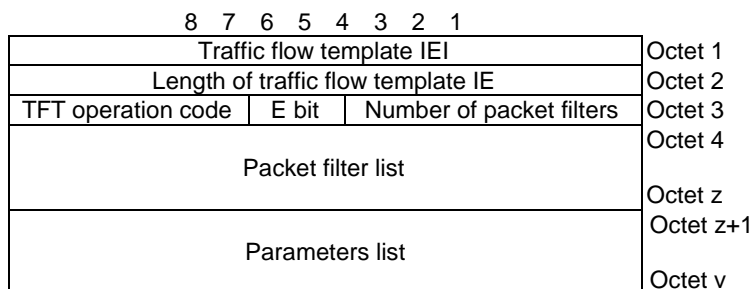 8 7 6 5 4 3 2 1
Traffic flow template IEI Octet 1
Length of traffic flow template IE Octet 2
TFT operation code E bit Number of packet filters Octet 3
Octet 4
Packet filter list
Octet z
Octet z+1
Parameters list
Octet v